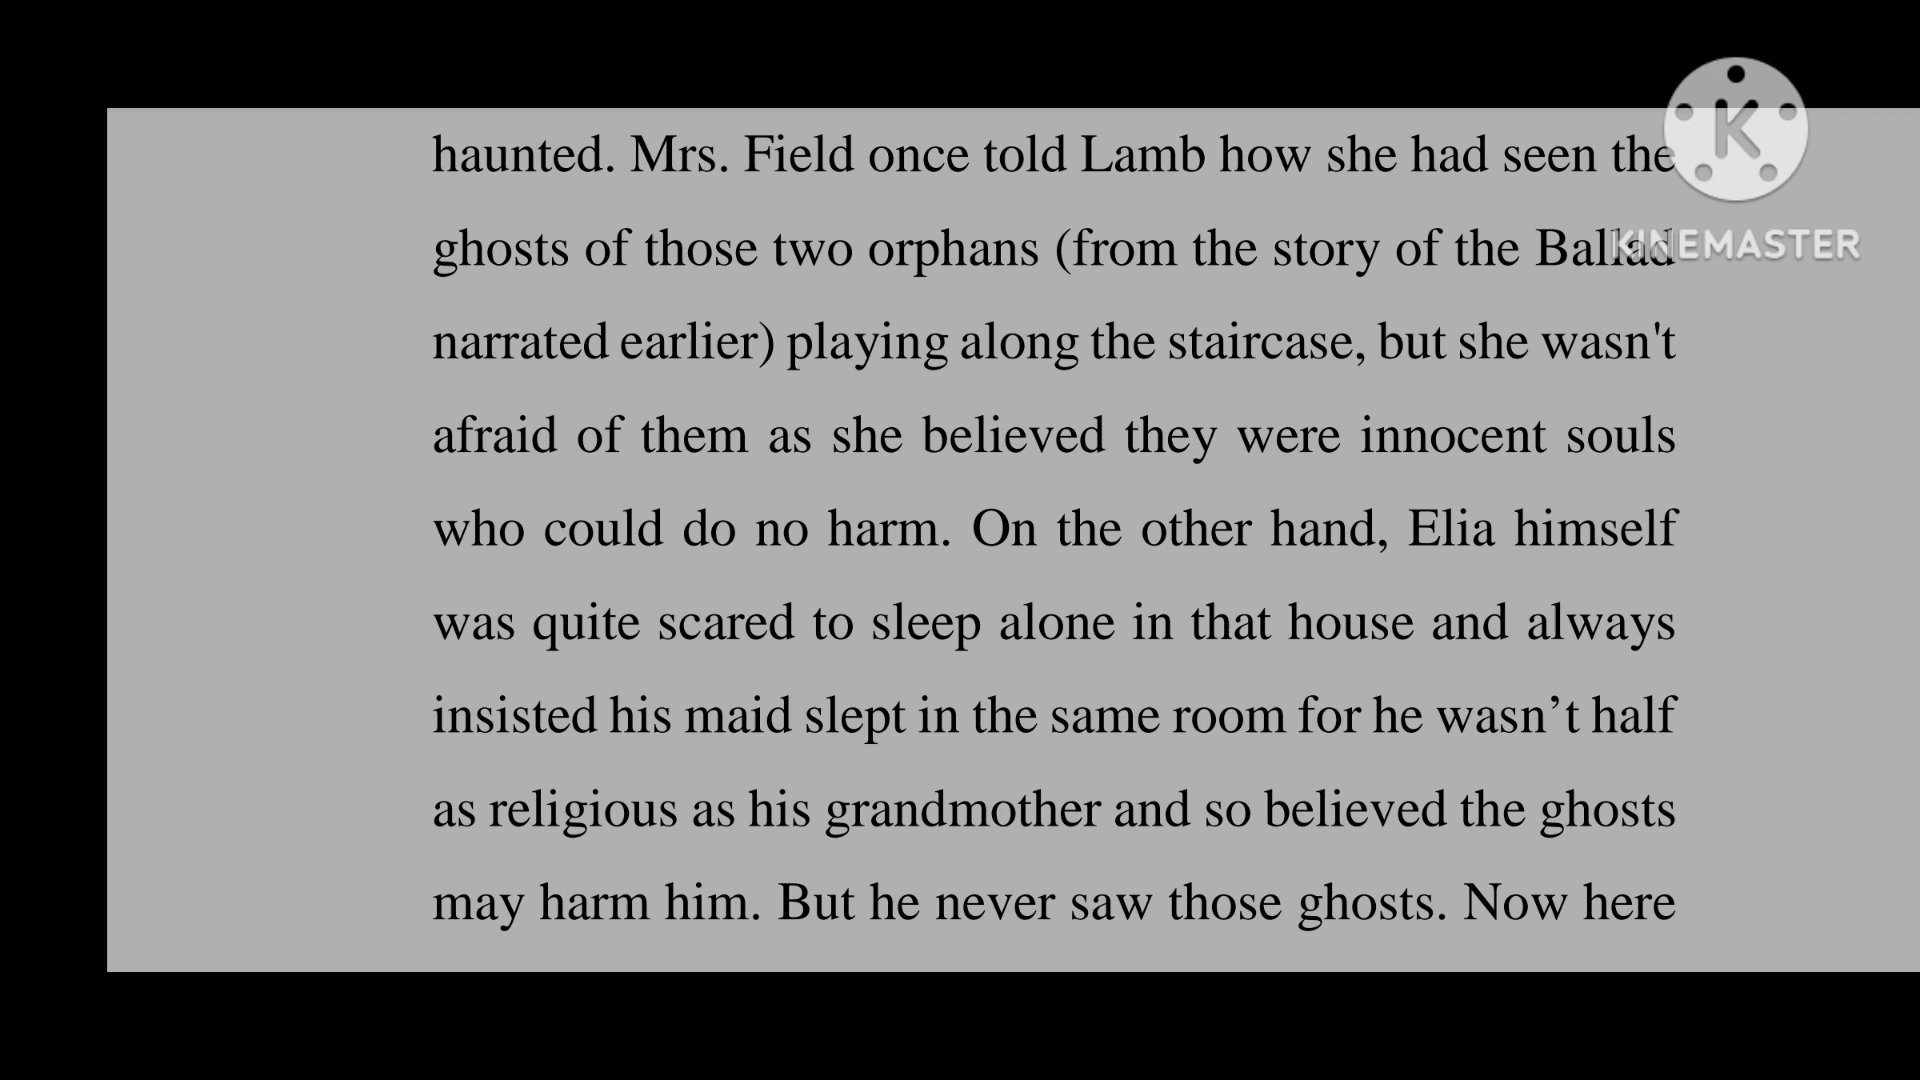 haunted. Mrs. Field once told Lamb how she had seen the
ghosts of those two orphans (from the story of the Ballad
narrated earlier) playing along the staircase, but she wasn't
afraid of them as she believed they were innocent souls
who could do no harm. On the other hand, Elia himself
was quite scared to sleep alone in that house and always
insisted his maid slept in the same room for he wasn’t half
as religious as his grandmother and so believed the ghosts
may harm him. But he never saw those ghosts. Now here
K
KINEMASTER